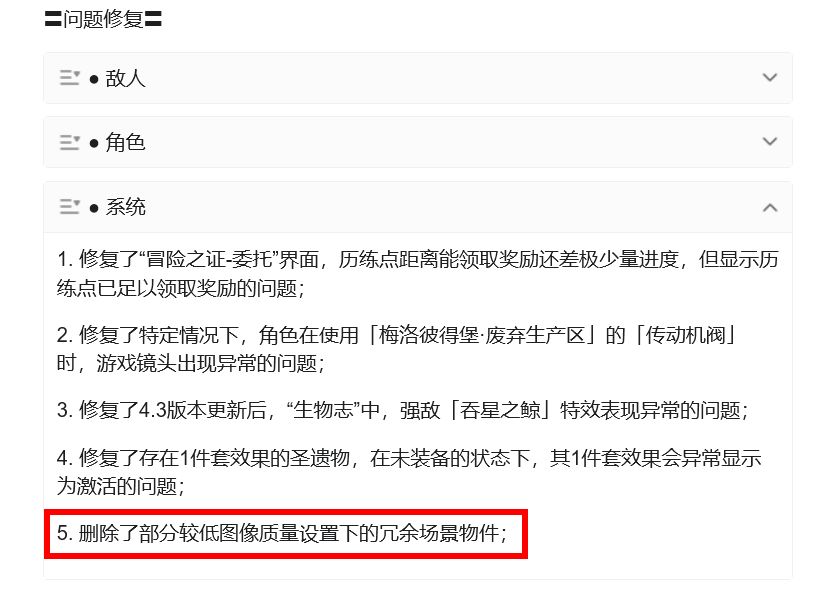 〓问题修复〓
● 敌人
● 角色
● 系统
1. 修复了“冒险之证-委托”界面，历练点距离能领取奖励还差极少量进度，但显示历
练点已足以领取奖励的问题；
2. 修复了特定情况下，角色在使用「梅洛彼得堡·废弃生产区」的「传动机阀」
时，游戏镜头出现异常的问题；
3. 修复了4.3版本更新后，“生物志”中，强敌「吞星之鲸」特效表现异常的问题；
4. 修复了存在1件套效果的圣遗物，在未装备的状态下，其1件套效果会异常显示
为激活的问题；
5. 删除了部分较低图像质量设置下的冗余场景物件；